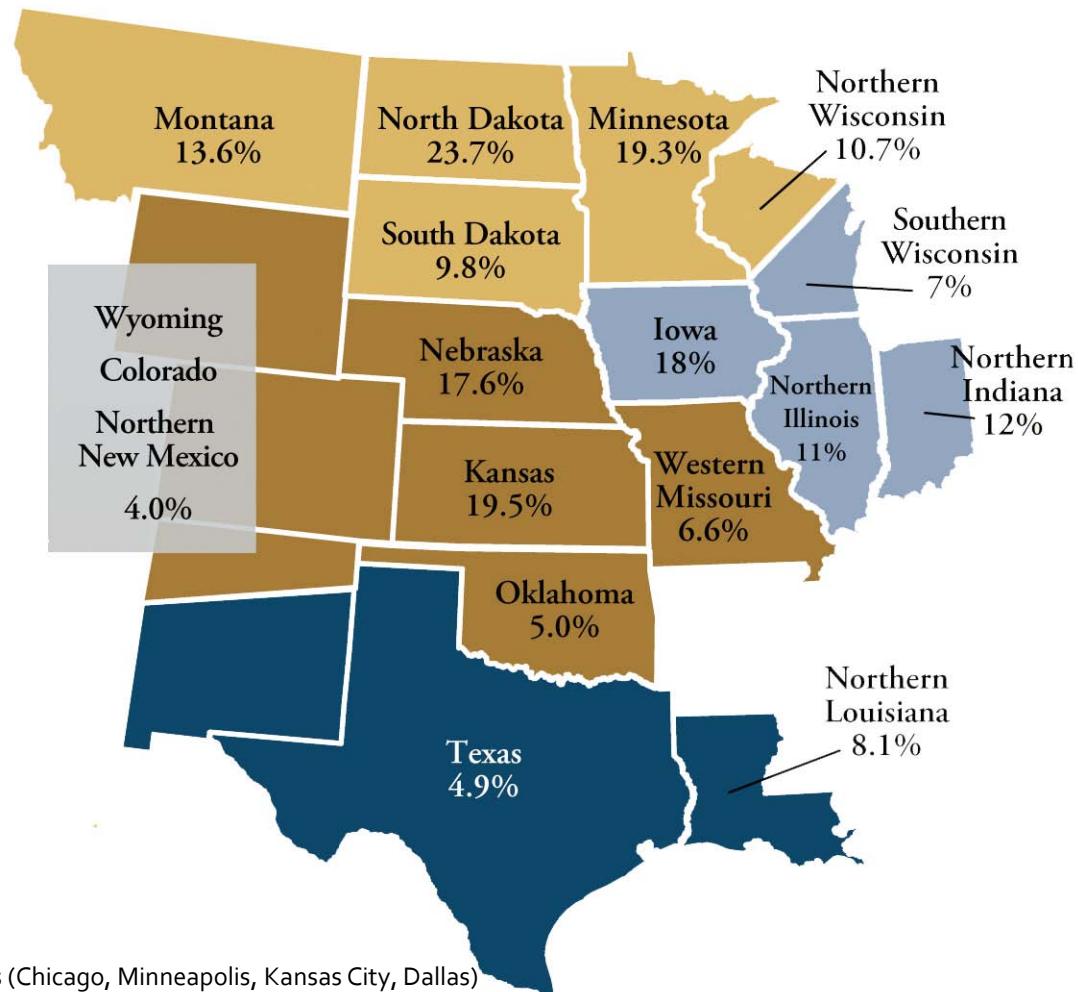 Montana
13.6%
North Dakota
23.7%
Minnesota
19.3%
Northern
Wisconsin
10.7%
South Dakota
9.8%
Southern
Wisconsin
7%
Wyoming
Colorado
Northern
New Mexico
4.0%
Nebraska
17.6%
Iowa
18%
Northern
Illinois
11%
Northern
Indiana
12%
Kansas
19.5%
Western
Missouri
6.6%
Oklahoma
5.0%
Northern
Louisiana
8.1%
Texas
4.9%
(Chicago, Minneapolis, Kansas City, Dallas)